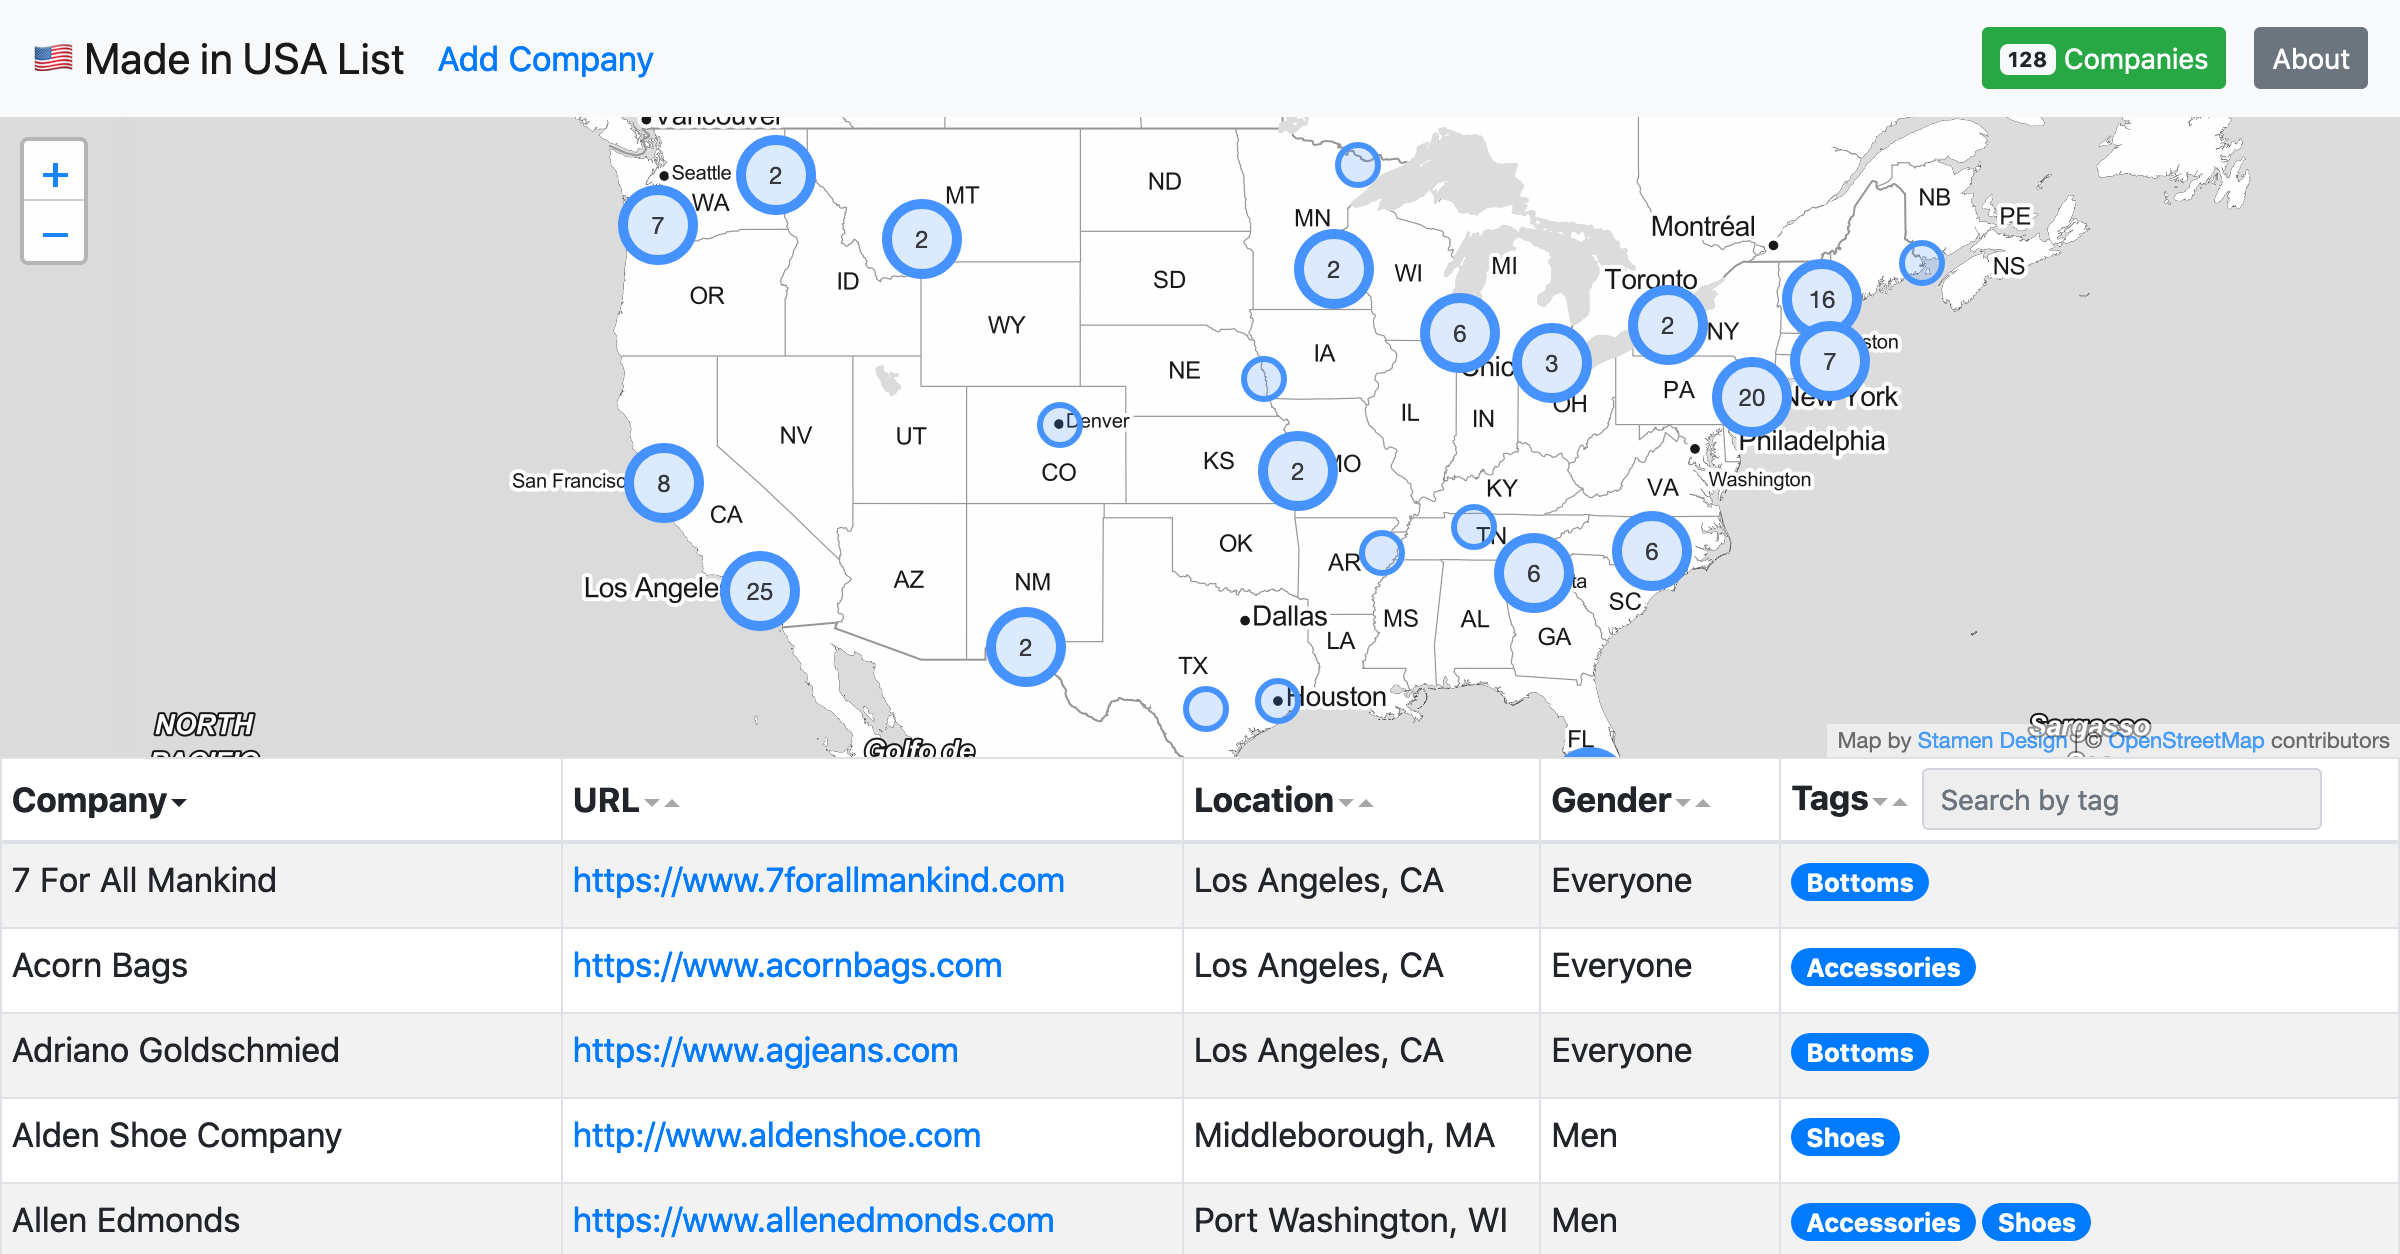 Made in USA List Add Company 128 Companies About
Vancouver
+
−
Seattle
2
WA
7
MT
2
ND
MN
2
WI
MI
Montréal
NB
PE
NS
Toronto
16
OR
ID
SD
WY
6
3
2
NY
7
20
New York
IA
NE
PA
OH
IL
IN
Philadelphia
Denver
CO
NV
UT
KS
2
MO
KY
VA
Washington
San Francisco
8
CA
OK
AR
TN
6
6
SC
Los Angeles
25
AZ
NM
Dallas
LA
MS
AL
GA
2
TX
Houston
FL
NORTH
PACIFIC
Golfo de
Sargasso
Map by Stamen Design | © OpenStreetMap contributors
Company URL Location Gender Tags Search by tag
7 For All Mankind https://www.7forallmankind.com Los Angeles, CA Everyone Bottoms
Acorn Bags https://www.acornbags.com Los Angeles, CA Everyone Accessories
Adriano Goldschmied https://www.agjeans.com Los Angeles, CA Everyone Bottoms
Alden Shoe Company http://www.aldenshoe.com Middleborough, MA Men Shoes
Allen Edmonds https://www.allenedmonds.com Port Washington, WI Men Accessories Shoes